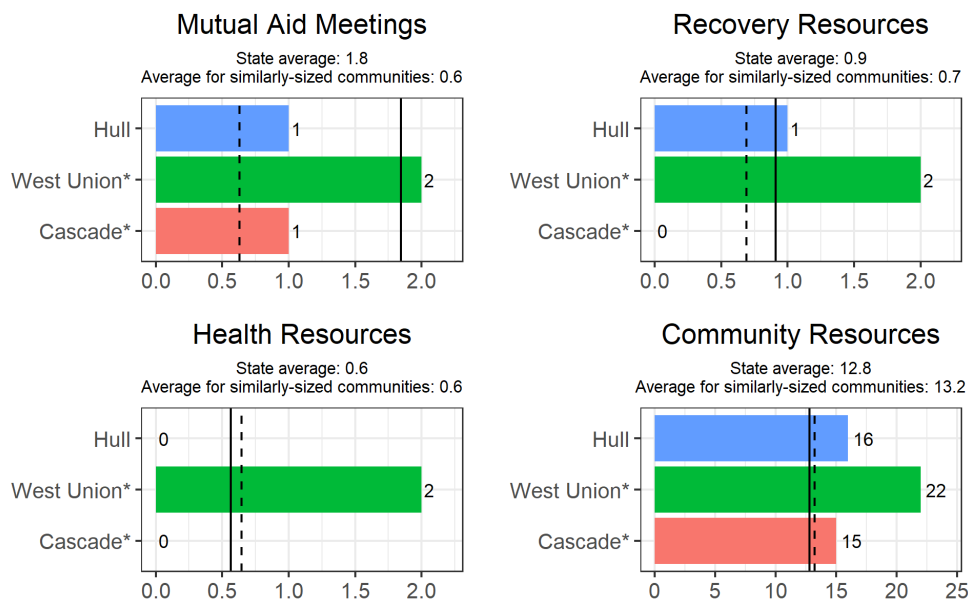 Mutual Aid Meetings
State average: 1.8
Average for similarly-sized communities: 0.6
Hull
1
West Union*
2
Cascade*
1
0.0 0.5 1.0 1.5 2.0
Recovery Resources
State average: 0.9
Average for similarly-sized communities: 0.7
Hull
1
West Union*
2
Cascade*
0
0.0 0.5 1.0 1.5 2.0
Health Resources
State average: 0.6
Average for similarly-sized communities: 0.6
Hull
0
West Union*
2
Cascade*
0
0.0 0.5 1.0 1.5 2.0
Community Resources
State average: 12.8
Average for similarly-sized communities: 13.2
Hull
16
West Union*
22
Cascade*
15
0 5 10 15 20 25